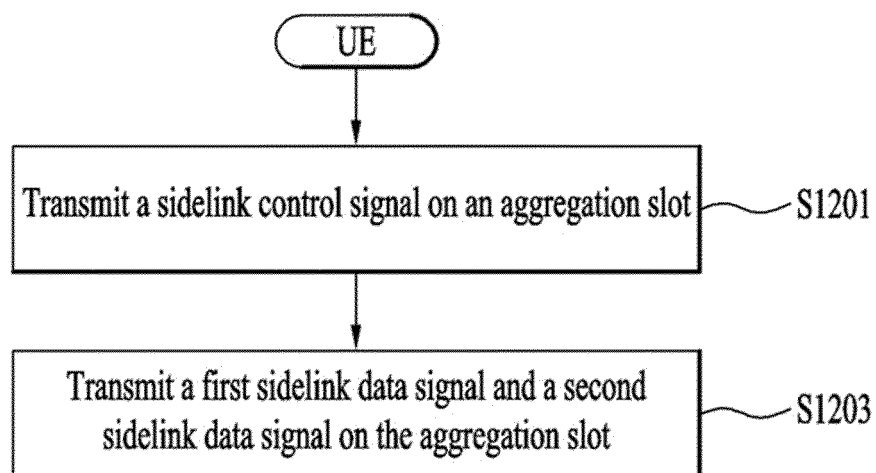 UE
Transmit a sidelink control signal on an aggregation slot
S1201
Transmit a first sidelink data signal and a second
sidelink data signal on the aggregation slot
S1203